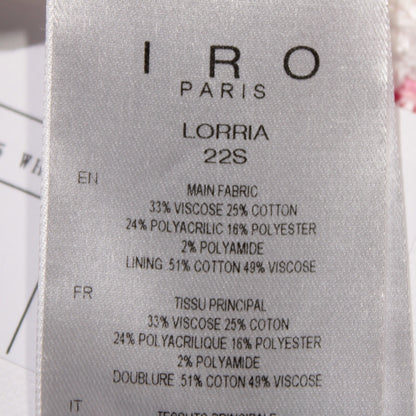 I R O
PARIS
LORRIA
22S
EN
MAIN FABRIC
33% VISCOSE 25% COTTON
24% POLYACRILIC 16% POLYESTER
2% POLYAMIDE
LINING: 51% COTTON 49% VISCOSE
FR
TISSU PRINCIPAL
33% VISCOSE 25% COTON
24% POLYACRILIQUE 16% POLYESTER
2% POLYAMIDE
DOUBLURE :51% COTON 49% VISCOSE
IT
TESSUTO PRINCIPALE